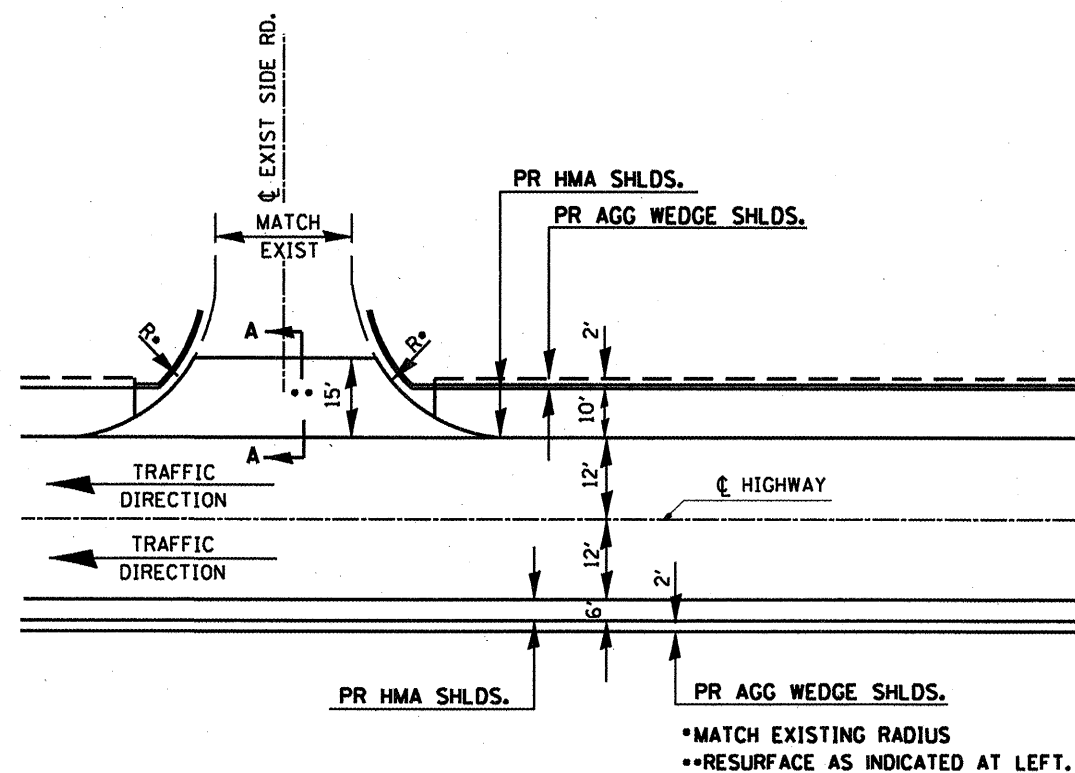 ℄ EXIST SIDE RD.
MATCH
EXIST
PR HMA SHLDS.
PR AGG WEDGE SHLDS.
R•
A
R•
••
15'
2'
10'
A
12'
TRAFFIC
DIRECTION
℄ HIGHWAY
TRAFFIC
DIRECTION
12'
2'
6'
PR HMA SHLDS.
PR AGG WEDGE SHLDS.
•MATCH EXISTING RADIUS
••RESURFACE AS INDICATED AT LEFT.